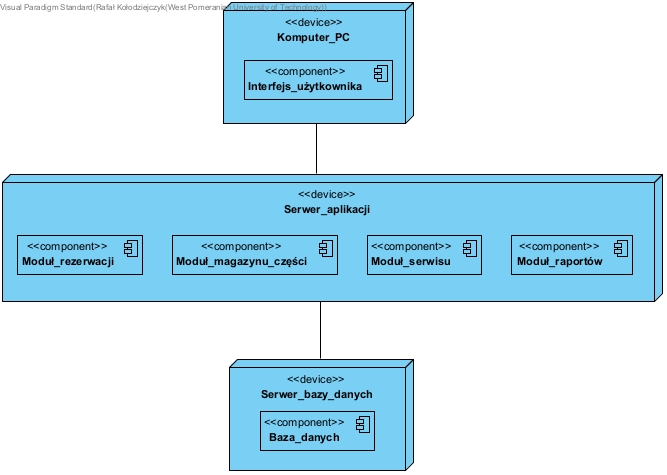 Visual Paradigm Standard(Rafał Kołodziejczyk(West Pomeranian University of Technology))
<<device>>
Komputer_PC
<<component>>
Interfejs_użytkownika
<<device>>
Serwer_aplikacji
<<component>>
Moduł_rezerwacji
<<component>>
Moduł_magazynu_części
<<component>>
Moduł_serwisu
<<component>>
Moduł_raportów
<<device>>
Serwer_bazy_danych
<<component>>
Baza_danych